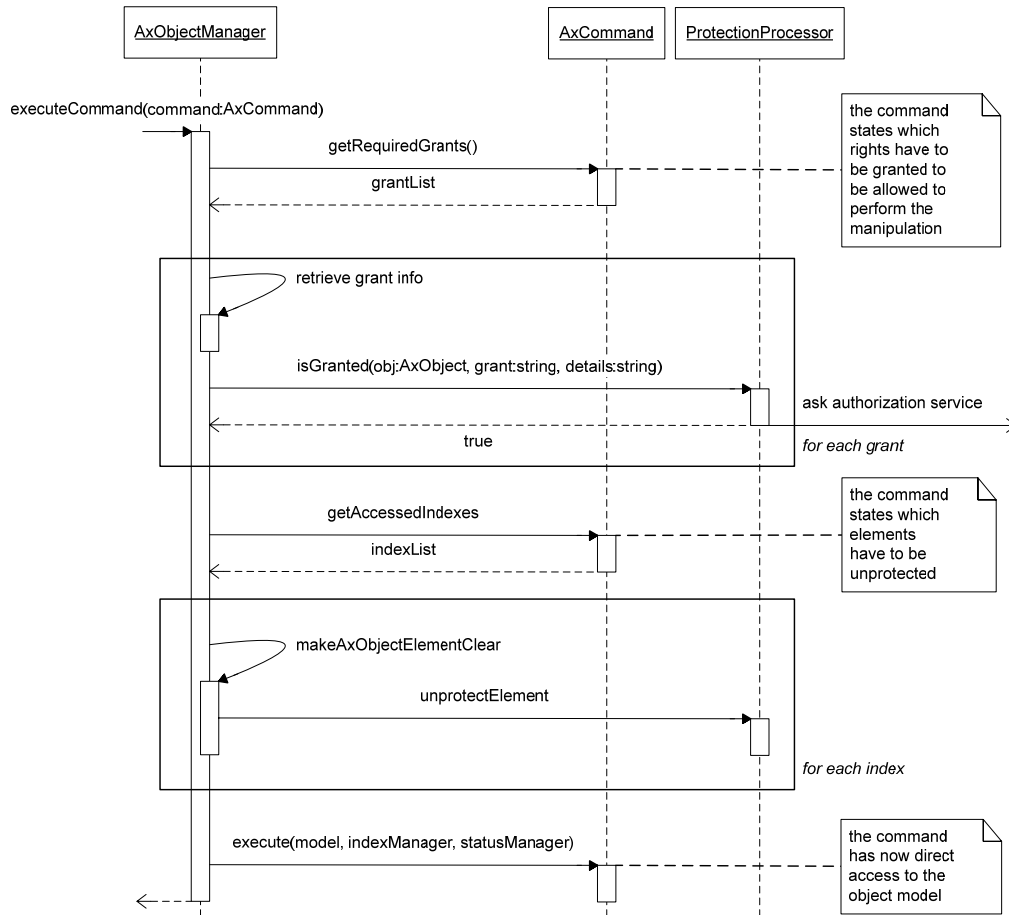 AxObjectManager
AxCommand
ProtectionProcessor
executeCommand(command:AxCommand)
the command
states which
rights have to
be granted to
be allowed to
perform the
manipulation
getRequiredGrants()
grantList
retrieve grant info
isGranted(obj:AxObject, grant:string, details:string)
ask authorization service
true
for each grant
getAccessedIndexes
the command
states which
elements
have to be
unprotected
indexList
makeAxObjectElementClear
unprotectElement
for each index
execute(model, indexManager, statusManager)
the command
has now direct
access to the
object model